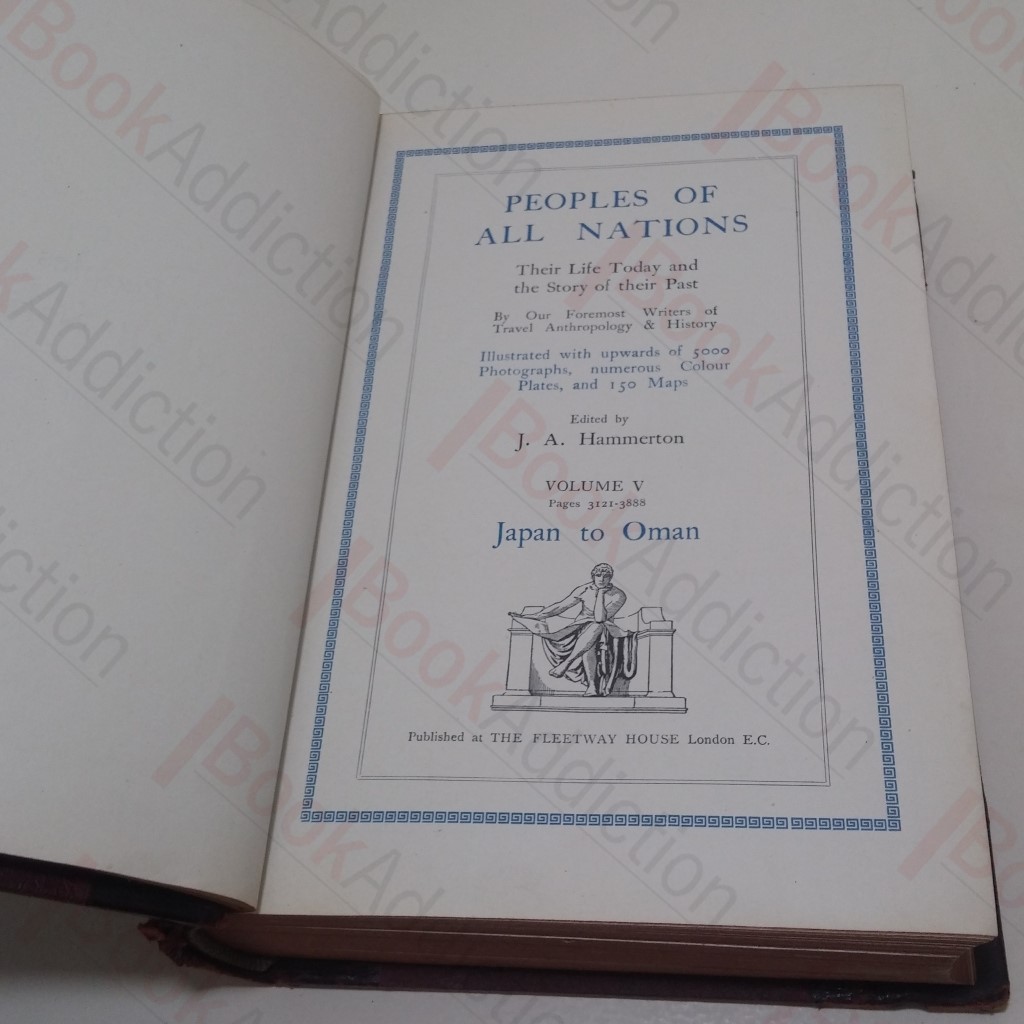 PEOPLES OF
ALL NATIONS
Their Life Today and
the Story of their Past
By Our Foremost Writers of
Travel Anthropology & History
Illustrated with upwards of 5000
Photographs, numerous Colour
Plates, and 150 Maps
Edited by
J. A. Hammerton
VOLUME V
Pages 3121-3888
Japan to Oman
Published at THE FLEETWAY HOUSE London E.C.
BookAddiction